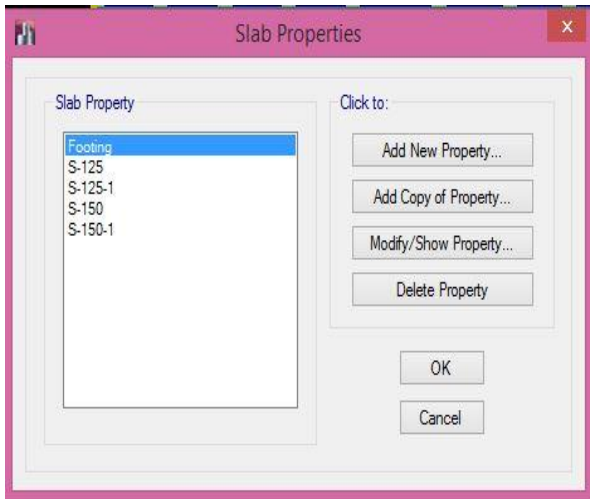 Slab Properties
x
Slab Property
Footing
S-125
S-125-1
S-150
S-150-1
Click to:
Add New Property...
Add Copy of Property...
Modify/Show Property...
Delete Property
OK
Cancel